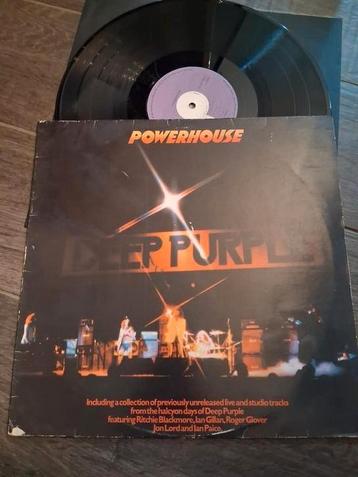 POWERHOUSE
DEEP PURPLE
Including a collection of previously unreleased live and studio tracks
from the halcyon days of Deep Purple
featuring Ritchie Blackmore, Ian Gillan, Roger Glover
Jon Lord and Ian Paice.